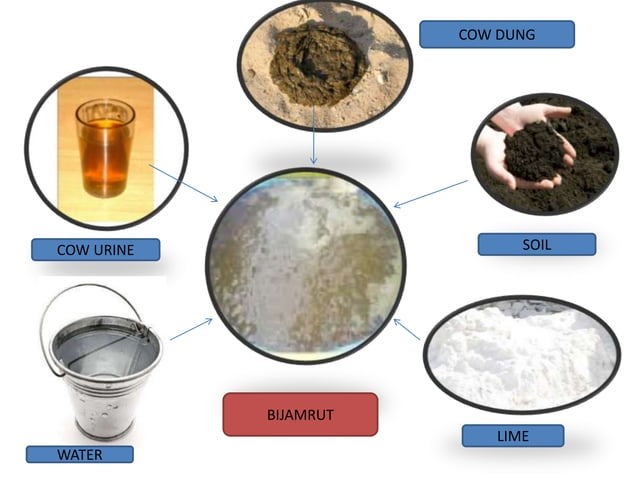 COW DUNG
COW URINE
SOIL
BIJAMRUT
LIME
WATER